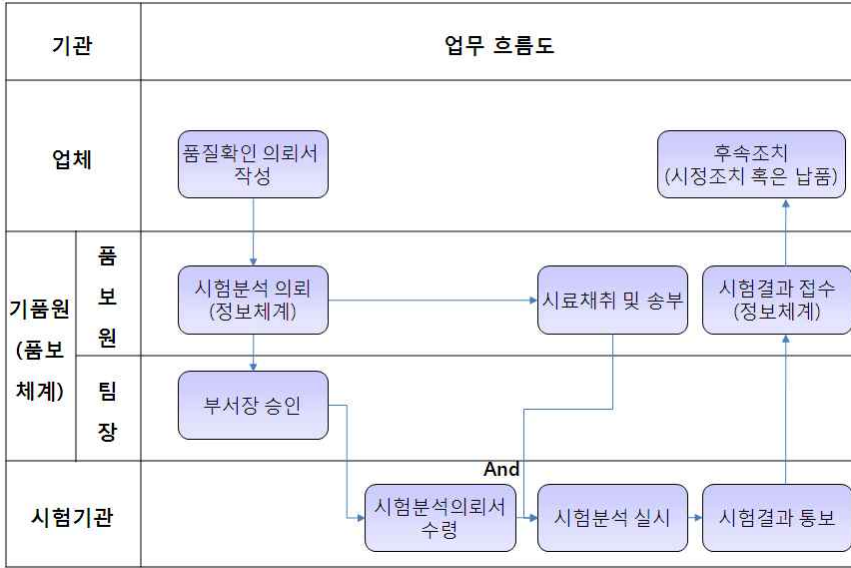 기관
업무 흐름도
업체
품질확인 의뢰서
작성
후속조치
(시정조치 혹은 납품)
기품원
(품보
체계)
품
보
원
시험분석 의뢰
(정보체계)
시료채취 및 송부
시험결과 접수
(정보체계)
팀
장
부서장 승인
And
시험기관
시험분석의뢰서
수령
시험분석 실시
시험결과 통보